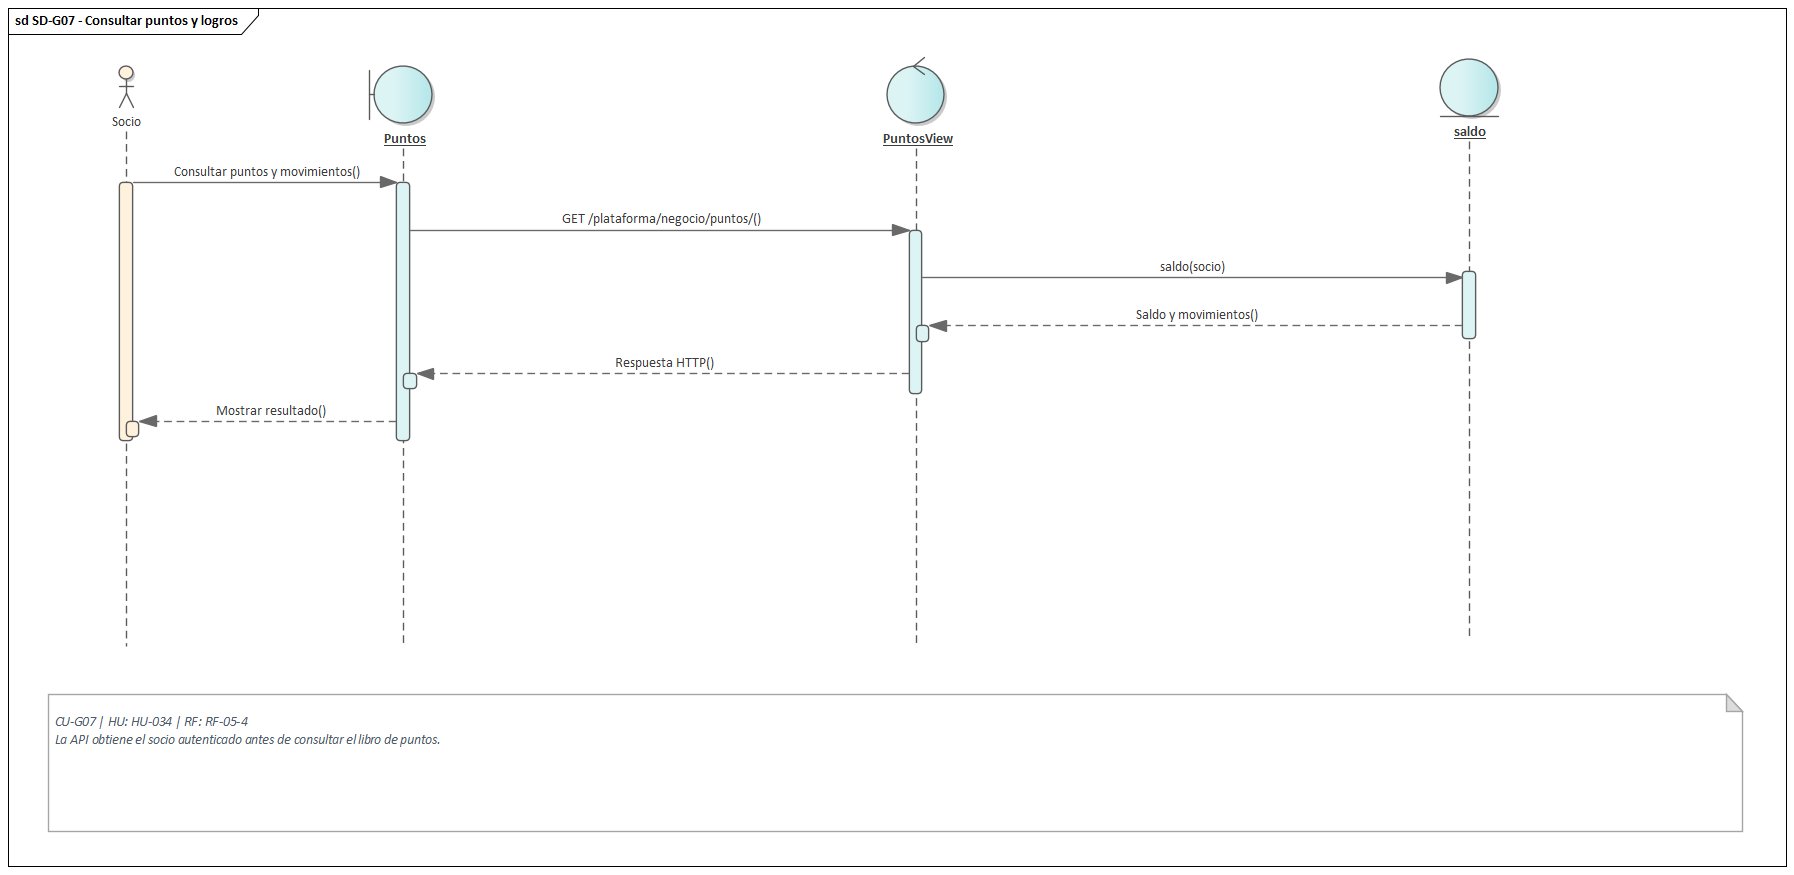 sd SD-G07 - Consultar puntos y logros
Socio
Puntos
PuntosView
saldo
Consultar puntos y movimientos()
GET /plataforma/negocio/puntos/()
saldo(socio)
Saldo y movimientos()
Respuesta HTTP()
Mostrar resultado()
CU-G07 | HU: HU-034 | RF: RF-05-4
La API obtiene el socio autenticado antes de consultar el libro de puntos.